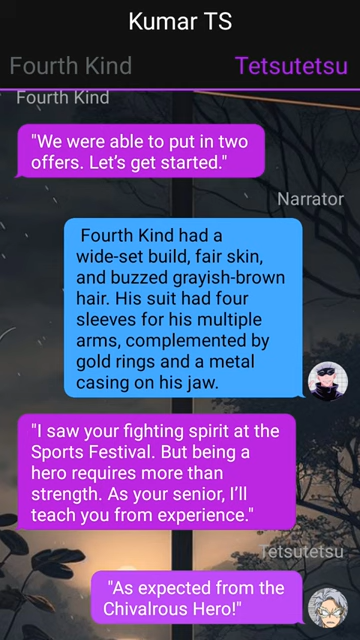 Kumar TS
Fourth Kind
Tetsutetsu
Fourth Kind
"We were able to put in two
offers. Let's get started."
Narrator
Fourth Kind had a
wide-set build, fair skin,
and buzzed grayish-brown
hair. His suit had four
sleeves for his multiple
arms, complemented by
gold rings and a metal
casing on his jaw.
"I saw your fighting spirit at the
Sports Festival. But being a
hero requires more than
strength. As your senior, I'll
teach you from experience."
Tetsutetsu
"As expected from the
Chivalrous Hero!"